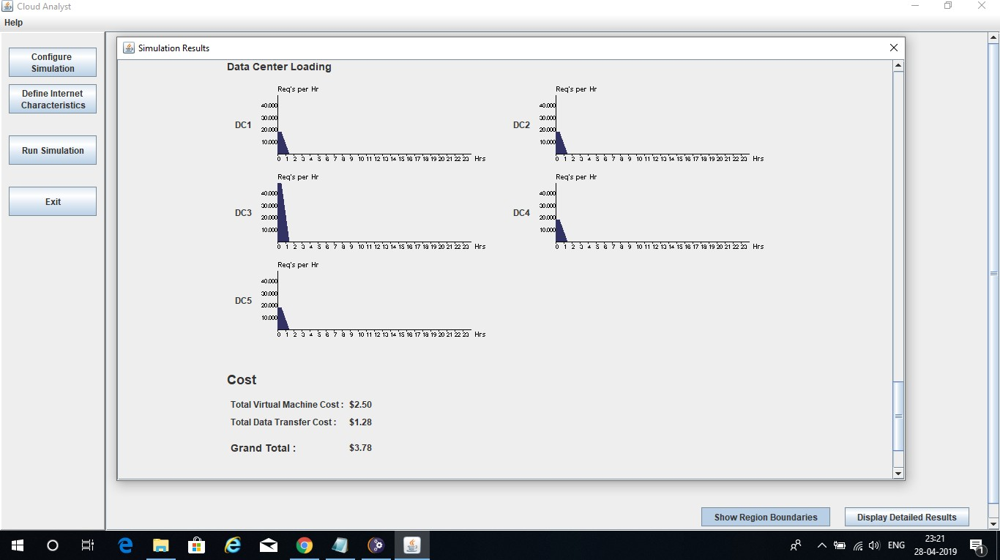 Cloud Analyst
Help
Configure
Simulation
Define Internet
Characteristics
Run Simulation
Exit
Simulation Results
Data Center Loading
Req's per Hr
40.000
30.000
20.000
10.000
DC1
0 1 2 3 4 5 6 7 8 9 10 11 12 13 14 15 16 17 18 19 20 21 22 23 Hrs
Req's per Hr
40.000
30.000
20.000
10.000
DC2
0 1 2 3 4 5 6 7 8 9 10 11 12 13 14 15 16 17 18 19 20 21 22 23 Hrs
Req's per Hr
40.000
30.000
20.000
10.000
DC3
0 1 2 3 4 5 6 7 8 9 10 11 12 13 14 15 16 17 18 19 20 21 22 23 Hrs
Req's per Hr
40.000
30.000
20.000
10.000
DC4
0 1 2 3 4 5 6 7 8 9 10 11 12 13 14 15 16 17 18 19 20 21 22 23 Hrs
Req's per Hr
40.000
30.000
20.000
10.000
DC5
0 1 2 3 4 5 6 7 8 9 10 11 12 13 14 15 16 17 18 19 20 21 22 23 Hrs
Cost
Total Virtual Machine Cost : $2.50
Total Data Transfer Cost : $1.28
Grand Total : $3.78
Show Region Boundaries
Display Detailed Results
ENG
23:21
28-04-2019
1